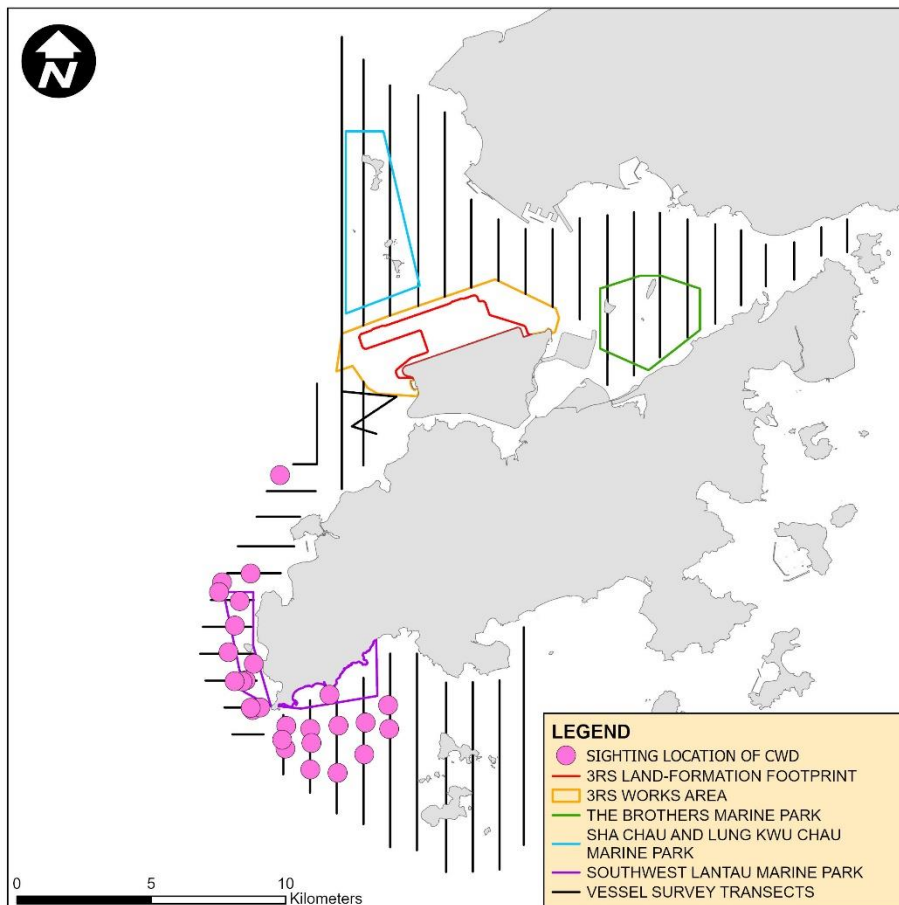 N
LEGEND
SIGHTING LOCATION OF CWD
3RS LAND-FORMATION FOOTPRINT
3RS WORKS AREA
THE BROTHERS MARINE PARK
SHA CHAU AND LUNG KWU CHAU
MARINE PARK
SOUTHWEST LANTAU MARINE PARK
VESSEL SURVEY TRANSECTS
0 5 10
Kilometers